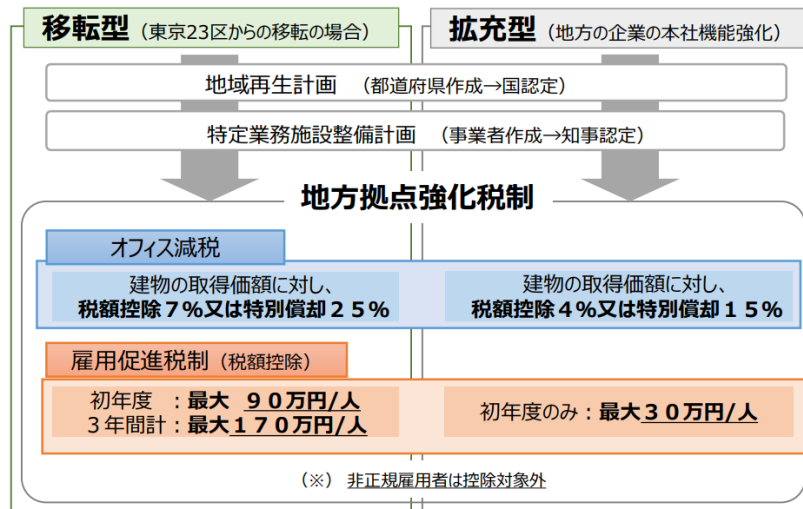 移転型（東京23区からの移転の場合）
拡充型（地方の企業の本社機能強化）
地域再生計画　（都道府県作成→国認定）
特定業務施設整備計画　（事業者作成→知事認定）
地方拠点強化税制
オフィス減税
建物の取得価額に対し、
税額控除７％又は特別償却２５％
建物の取得価額に対し、
税額控除４％又は特別償却１５％
雇用促進税制（税額控除）
初年度　：最大　９０万円/人
３年間計：最大１７０万円/人
初年度のみ：最大３０万円/人
（※）　非正規雇用者は控除対象外